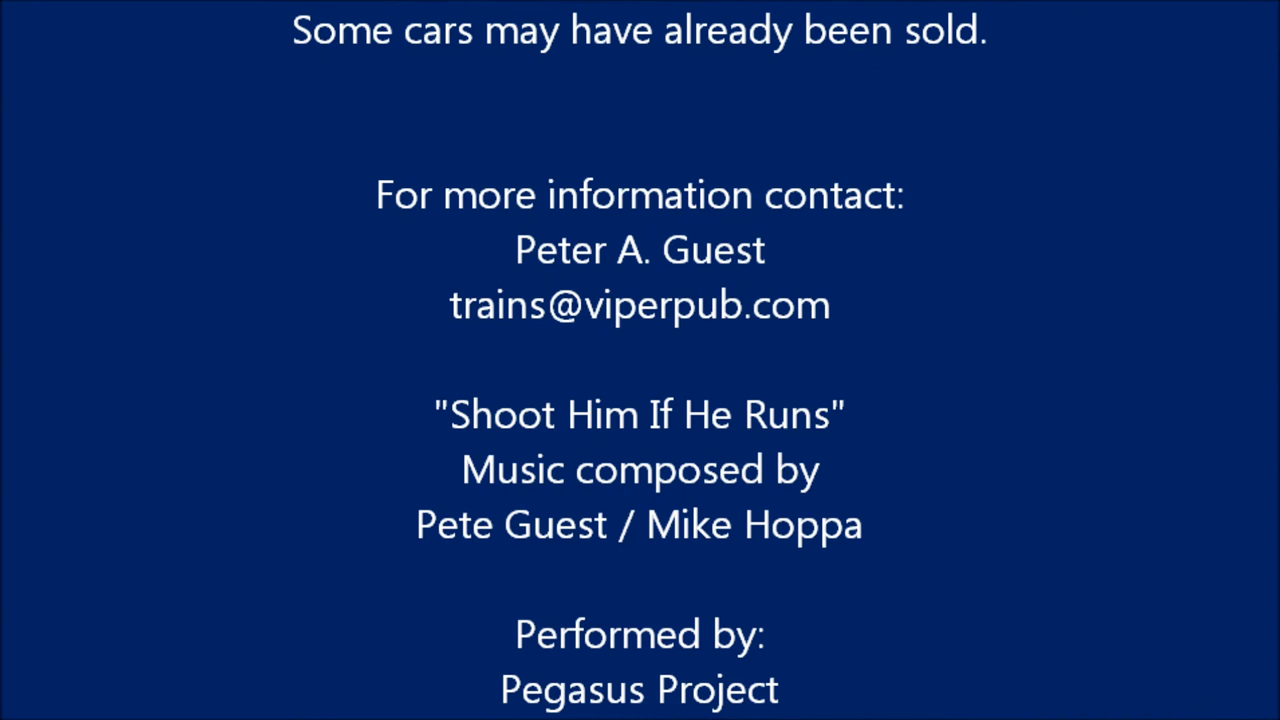 Some cars may have already been sold.
For more information contact:
Peter A. Guest
trains@viperpub.com
"Shoot Him If He Runs"
Music composed by
Pete Guest / Mike Hoppa
Performed by:
Pegasus Project